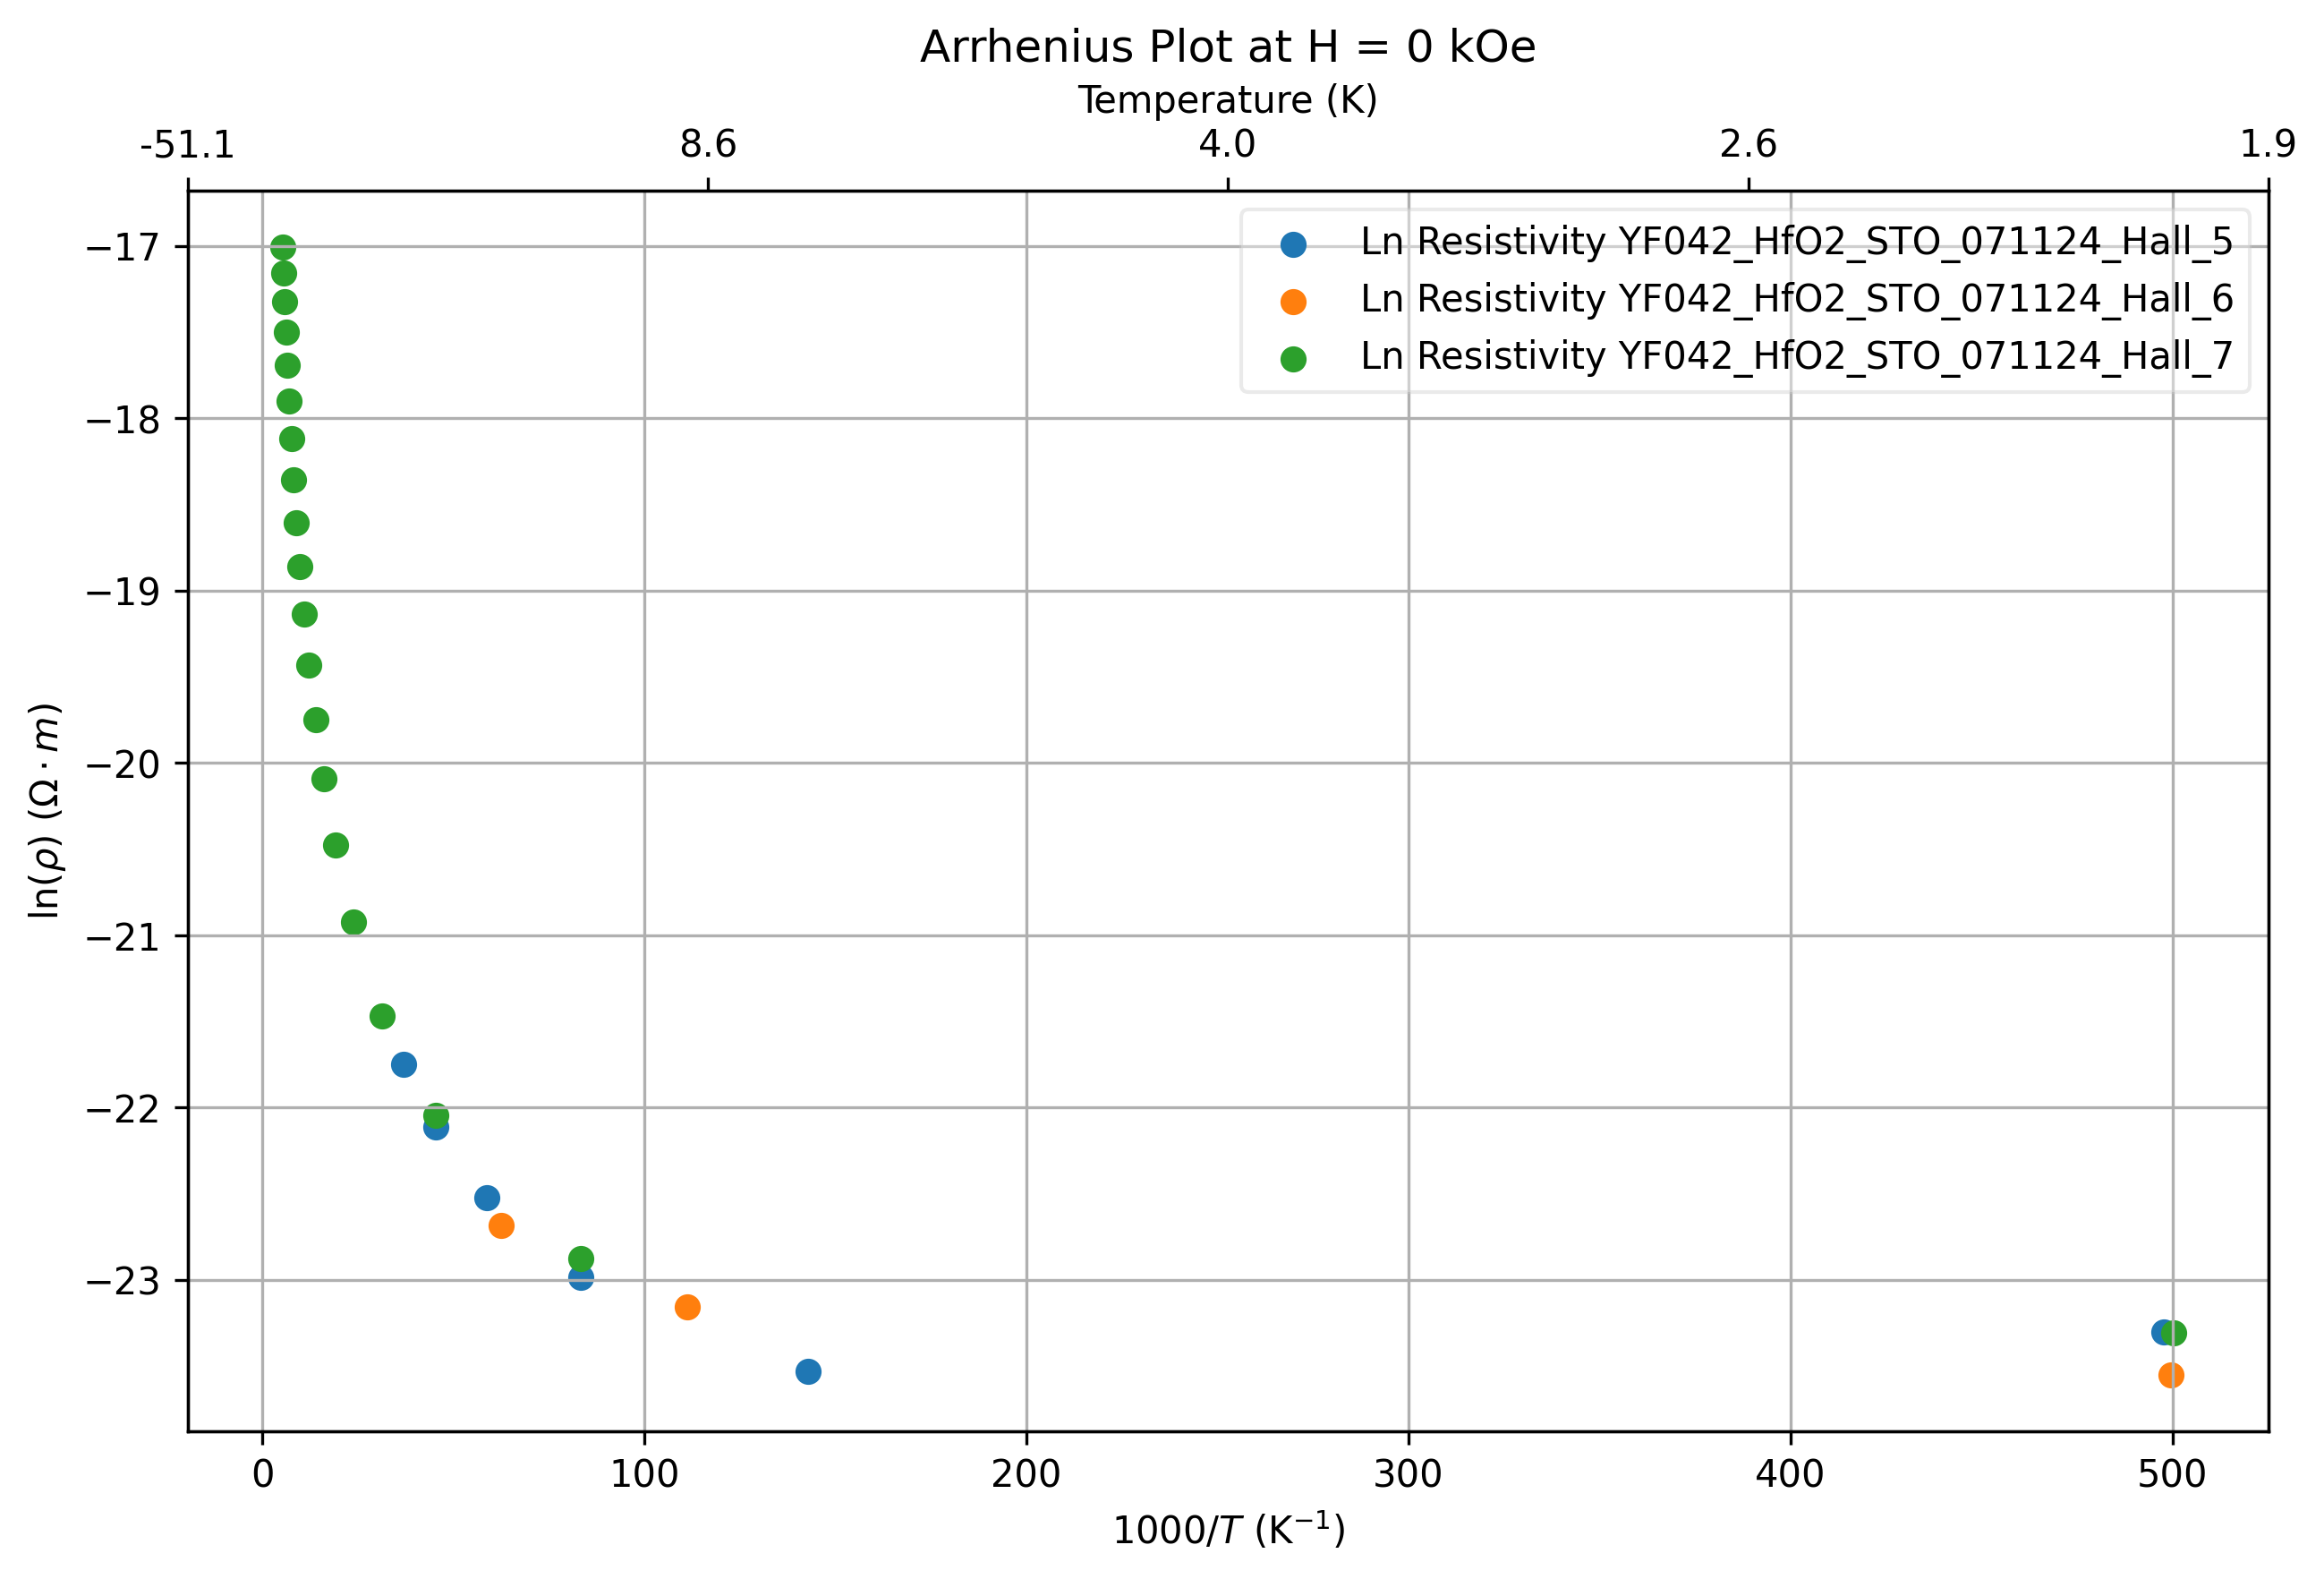 Arrhenius Plot at H = 0 kOe
Temperature (K)
-51.1 8.6 4.0 2.6 1.9
Ln Resistivity YF042_HfO2_STO_071124_Hall_5
Ln Resistivity YF042_HfO2_STO_071124_Hall_6
Ln Resistivity YF042_HfO2_STO_071124_Hall_7
−17
−18
−19
−20
−21
−22
−23
ln(ρ) (Ω · m)
0 100 200 300 400 500
1000/T (K⁻¹)